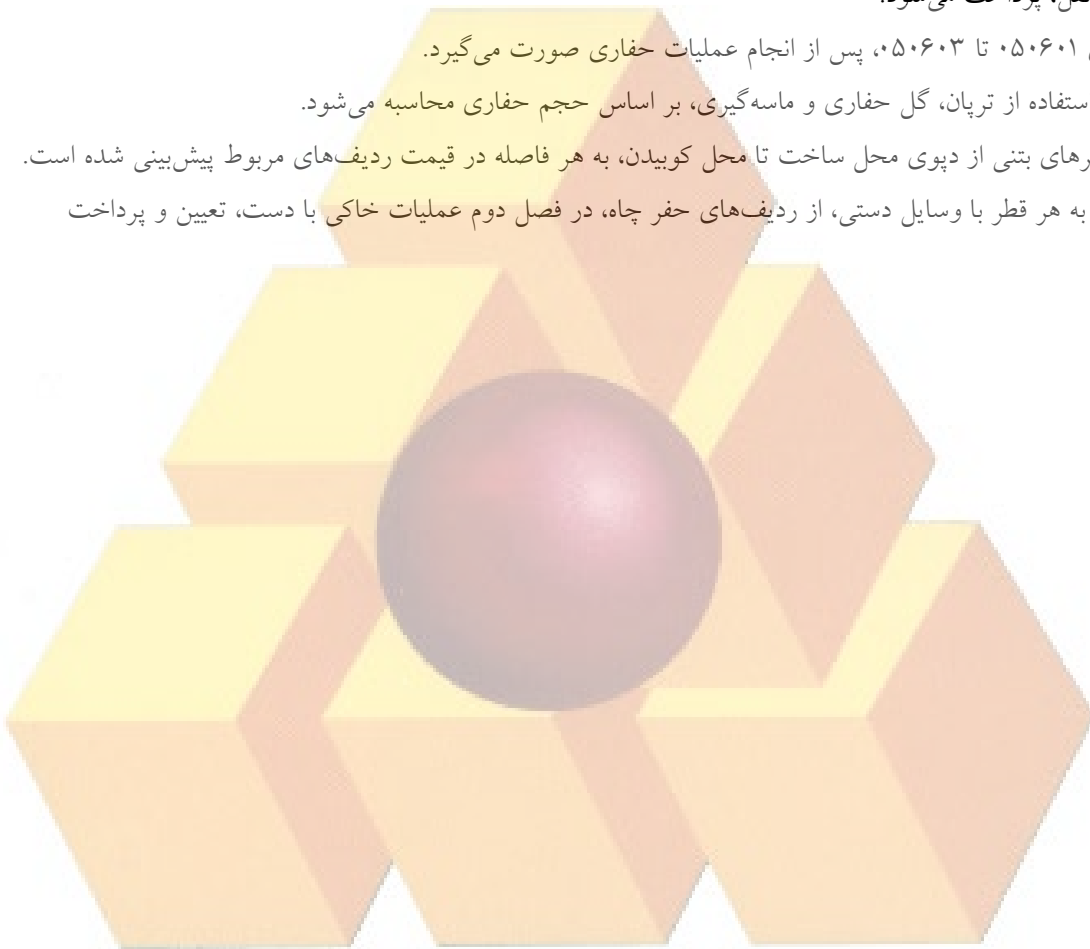 پرداخت می‌شود.
۰۵۰۶۰۱ تا ۰۵۰۶۰۳، پس از انجام عملیات حفاری صورت می‌گیرد.
ستفاده از ترپان، گل حفاری و ماسه‌گیری، بر اساس حجم حفاری محاسبه می‌شود.
رهای بتنی از دپوی محل ساخت تا محل کوبیدن، به هر فاصله در قیمت ردیف‌های مربوط پیش‌بینی شده است.
به هر قطر با وسایل دستی، از ردیف‌های حفر چاه، در فصل دوم عملیات خاکی با دست، تعیین و پرداخت